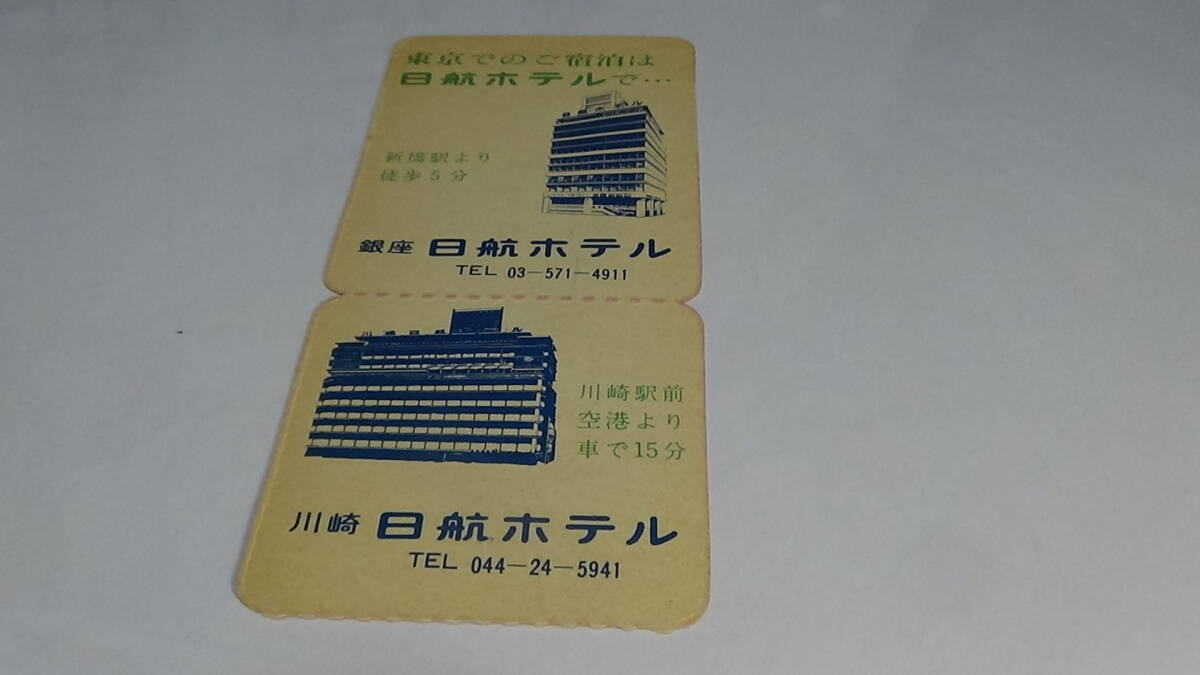 東京でのご宿泊は
日航ホテルで…
新橋駅より
徒歩5分
銀座 日航ホテル
TEL 03-571-4911
川崎駅前
空港より
車で15分
川崎 日航ホテル
TEL 044-24-5941